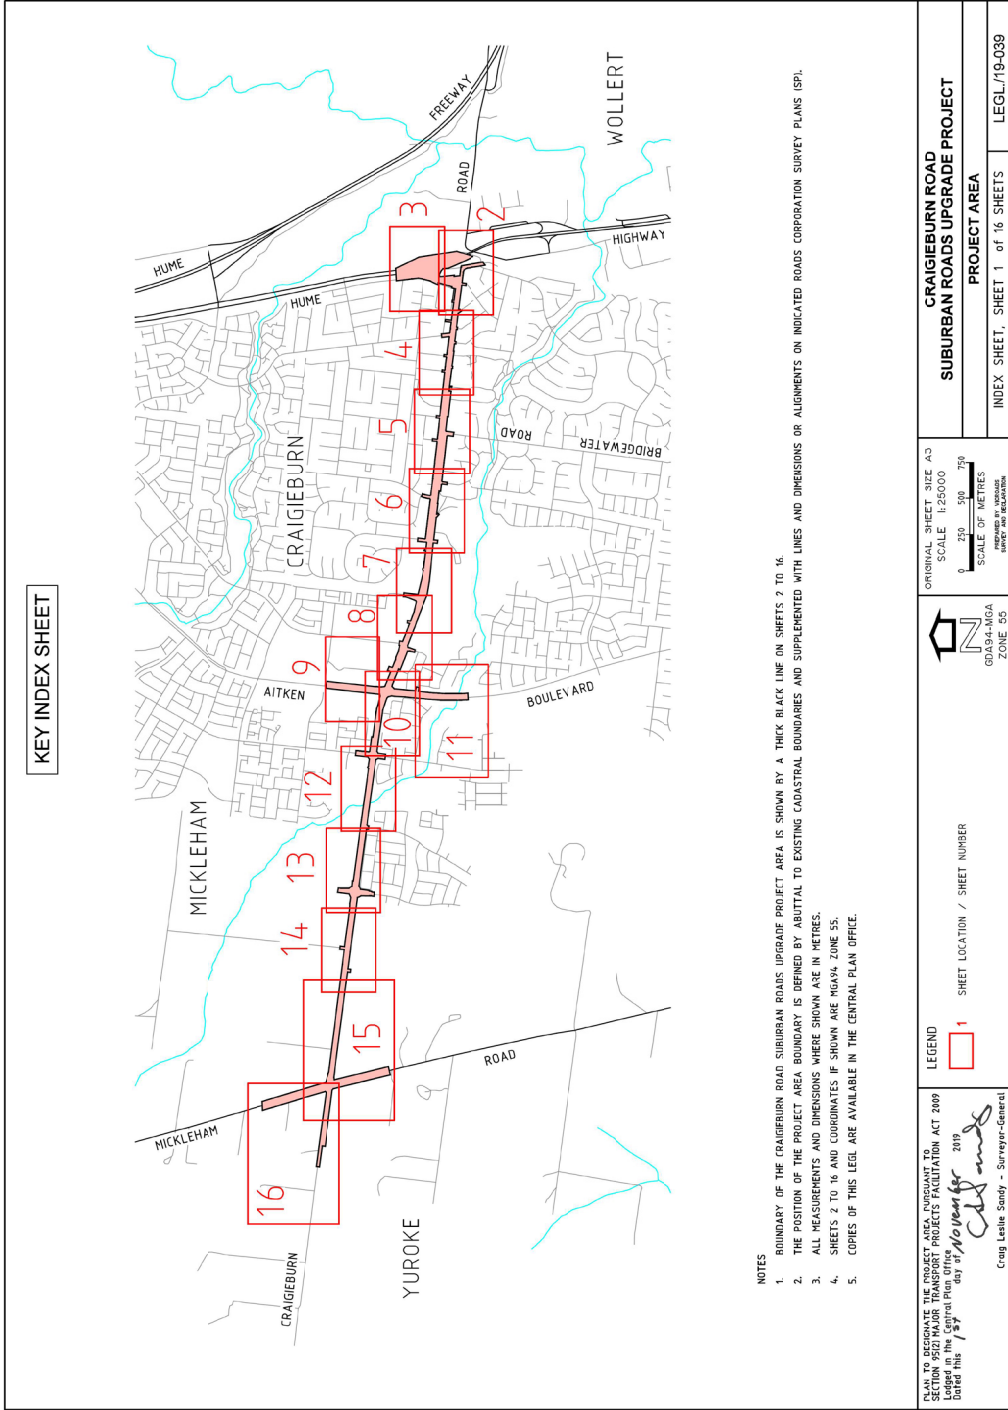 KEY INDEX SHEET
WOLLERT
FREEWAY
ROAD
HIGHWAY
HUME
HUME
3
2
4
5
6
7
8
9
10
11
12
13
14
15
16
CRAIGIEBURN
ROAD
BRIDGEWATER
AITKEN
BOULEVARD
MICKLEHAM
MICKLEHAM
ROAD
CRAIGIEBURN
YUROKE
NOTES
1. BOUNDARY OF THE CRAIGIEBURN ROAD SUBURBAN ROADS UPGRADE PROJECT AREA IS SHOWN BY A THICK BLACK LINE ON SHEETS 2 TO 16.
2. THE POSITION OF THE PROJECT AREA BOUNDARY IS DEFINED BY ABUTTAL TO EXISTING CADASTRAL BOUNDARIES AND SUPPLEMENTED WITH LINES AND DIMENSIONS OR ALIGNMENTS ON INDICATED ROADS CORPORATION SURVEY PLANS (SP).
3. ALL MEASUREMENTS AND DIMENSIONS WHERE SHOWN ARE IN METRES.
4. SHEETS 2 TO 16 AND COORDINATES IF SHOWN ARE MGA94 ZONE 55.
5. COPIES OF THIS LEGL ARE AVAILABLE IN THE CENTRAL PLAN OFFICE.
PLAN TO DESIGNATE THE PROJECT AREA PURSUANT TO
SECTION 95(2) MAJOR TRANSPORT PROJECTS FACILITATION ACT 2009
Lodged in the Central Plan Office
Dated this 1st day of November 2019
Craig Leslie Sandy - Surveyor-General
LEGEND
1 SHEET LOCATION / SHEET NUMBER
N
GDA94-MGA
ZONE 55
ORIGINAL SHEET SIZE A3
SCALE 1:25000
0 250 500 750
SCALE OF METRES
PREPARED BY VICROADS
SURVEY AND DECLARATION
CRAIGIEBURN ROAD
SUBURBAN ROADS UPGRADE PROJECT
PROJECT AREA
INDEX SHEET, SHEET 1 of 16 SHEETS
LEGL./19-039